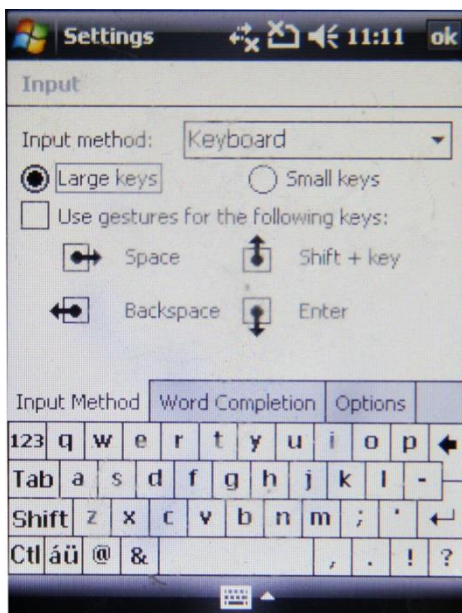 Settings 11:11 ok
Input
Input method: Keyboard
Large keys Small keys
Use gestures for the following keys:
Space Shift + key
Backspace Enter
Input Method Word Completion Options
123 q w e r t y u i o p
Tab a s d f g h j k l -
Shift z x c v b n m ; '
Ctl áü @ & , . ! ?